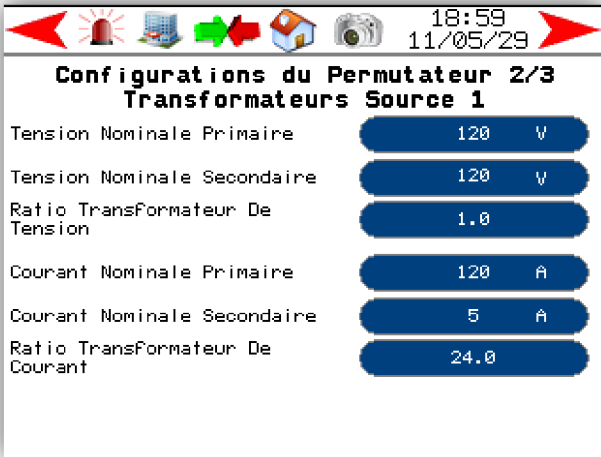 18:59
11/05/29
Configurations du Permutateur 2/3
Transformateurs Source 1
Tension Nominale Primaire 120 V
Tension Nominale Secondaire 120 V
Ratio Transformateur De
Tension 1.0
Courant Nominale Primaire 120 A
Courant Nominale Secondaire 5 A
Ratio Transformateur De
Courant 24.0